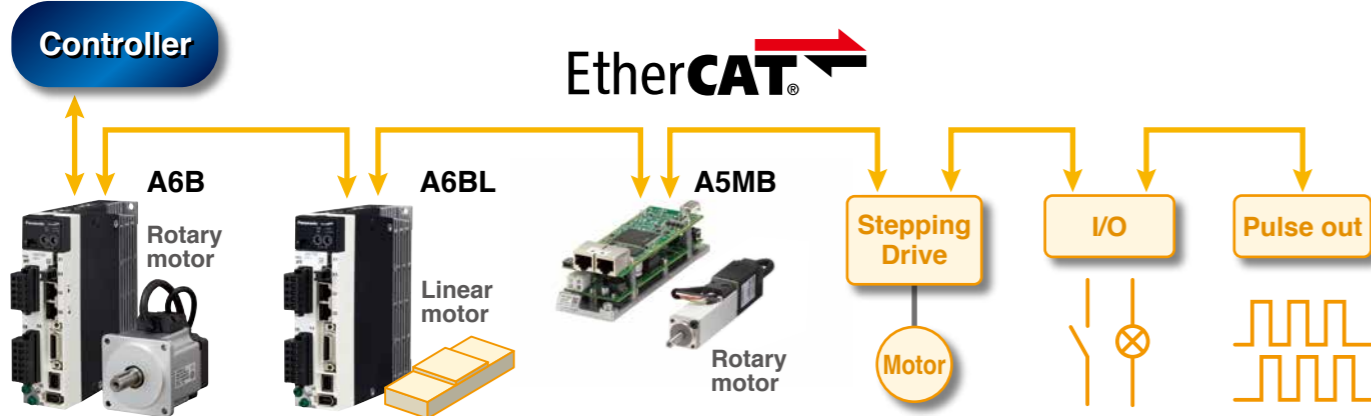 Controller
EtherCAT®
A6B
Rotary
motor
A6BL
Linear
motor
A5MB
Rotary
motor
Stepping
Drive
Motor
I/O
Pulse out